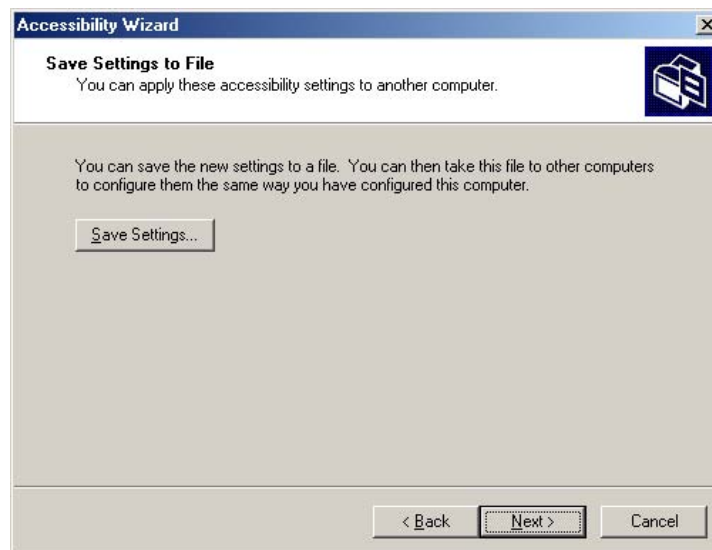 Accessibility Wizard
Save Settings to File
You can apply these accessibility settings to another computer.
You can save the new settings to a file. You can then take this file to other computers
to configure them the same way you have configured this computer.
Save Settings...
< Back Next > Cancel